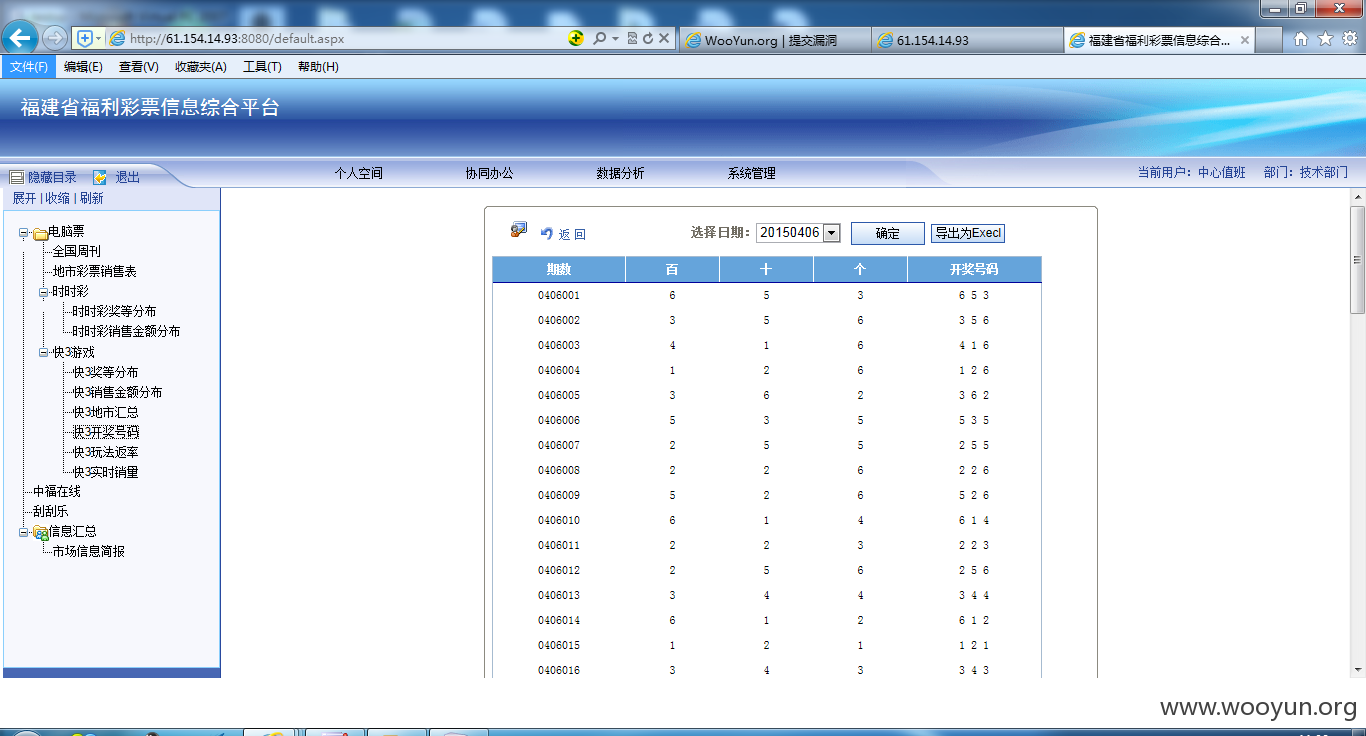 http://61.154.14.93:8080/default.aspx
WooYun.org | 提交漏洞
61.154.14.93
福建省福利彩票信息综合...
文件(F) 编辑(E) 查看(V) 收藏夹(A) 工具(T) 帮助(H)
福建省福利彩票信息综合平台
隐藏目录 退出 个人空间 协同办公 数据分析 系统管理 当前用户：中心值班 部门：技术部门
展开 | 收缩 | 刷新
电脑票
全国周刊
地市彩票销售表
时时彩
时时彩奖等分布
时时彩销售金额分布
快3游戏
快3奖等分布
快3销售金额分布
快3地市汇总
快3开奖号码
快3玩法返率
快3实时销量
中福在线
刮刮乐
信息汇总
市场信息简报
返回 选择日期： 20150406 确定 导出为Execl
期数 百 十 个 开奖号码
0406001 6 5 3 6 5 3
0406002 3 5 6 3 5 6
0406003 4 1 6 4 1 6
0406004 1 2 6 1 2 6
0406005 3 6 2 3 6 2
0406006 5 3 5 5 3 5
0406007 2 5 5 2 5 5
0406008 2 2 6 2 2 6
0406009 5 2 6 5 2 6
0406010 6 1 4 6 1 4
0406011 2 2 3 2 2 3
0406012 2 5 6 2 5 6
0406013 3 4 4 3 4 4
0406014 6 1 2 6 1 2
0406015 1 2 1 1 2 1
0406016 3 4 3 3 4 3
www.wooyun.org